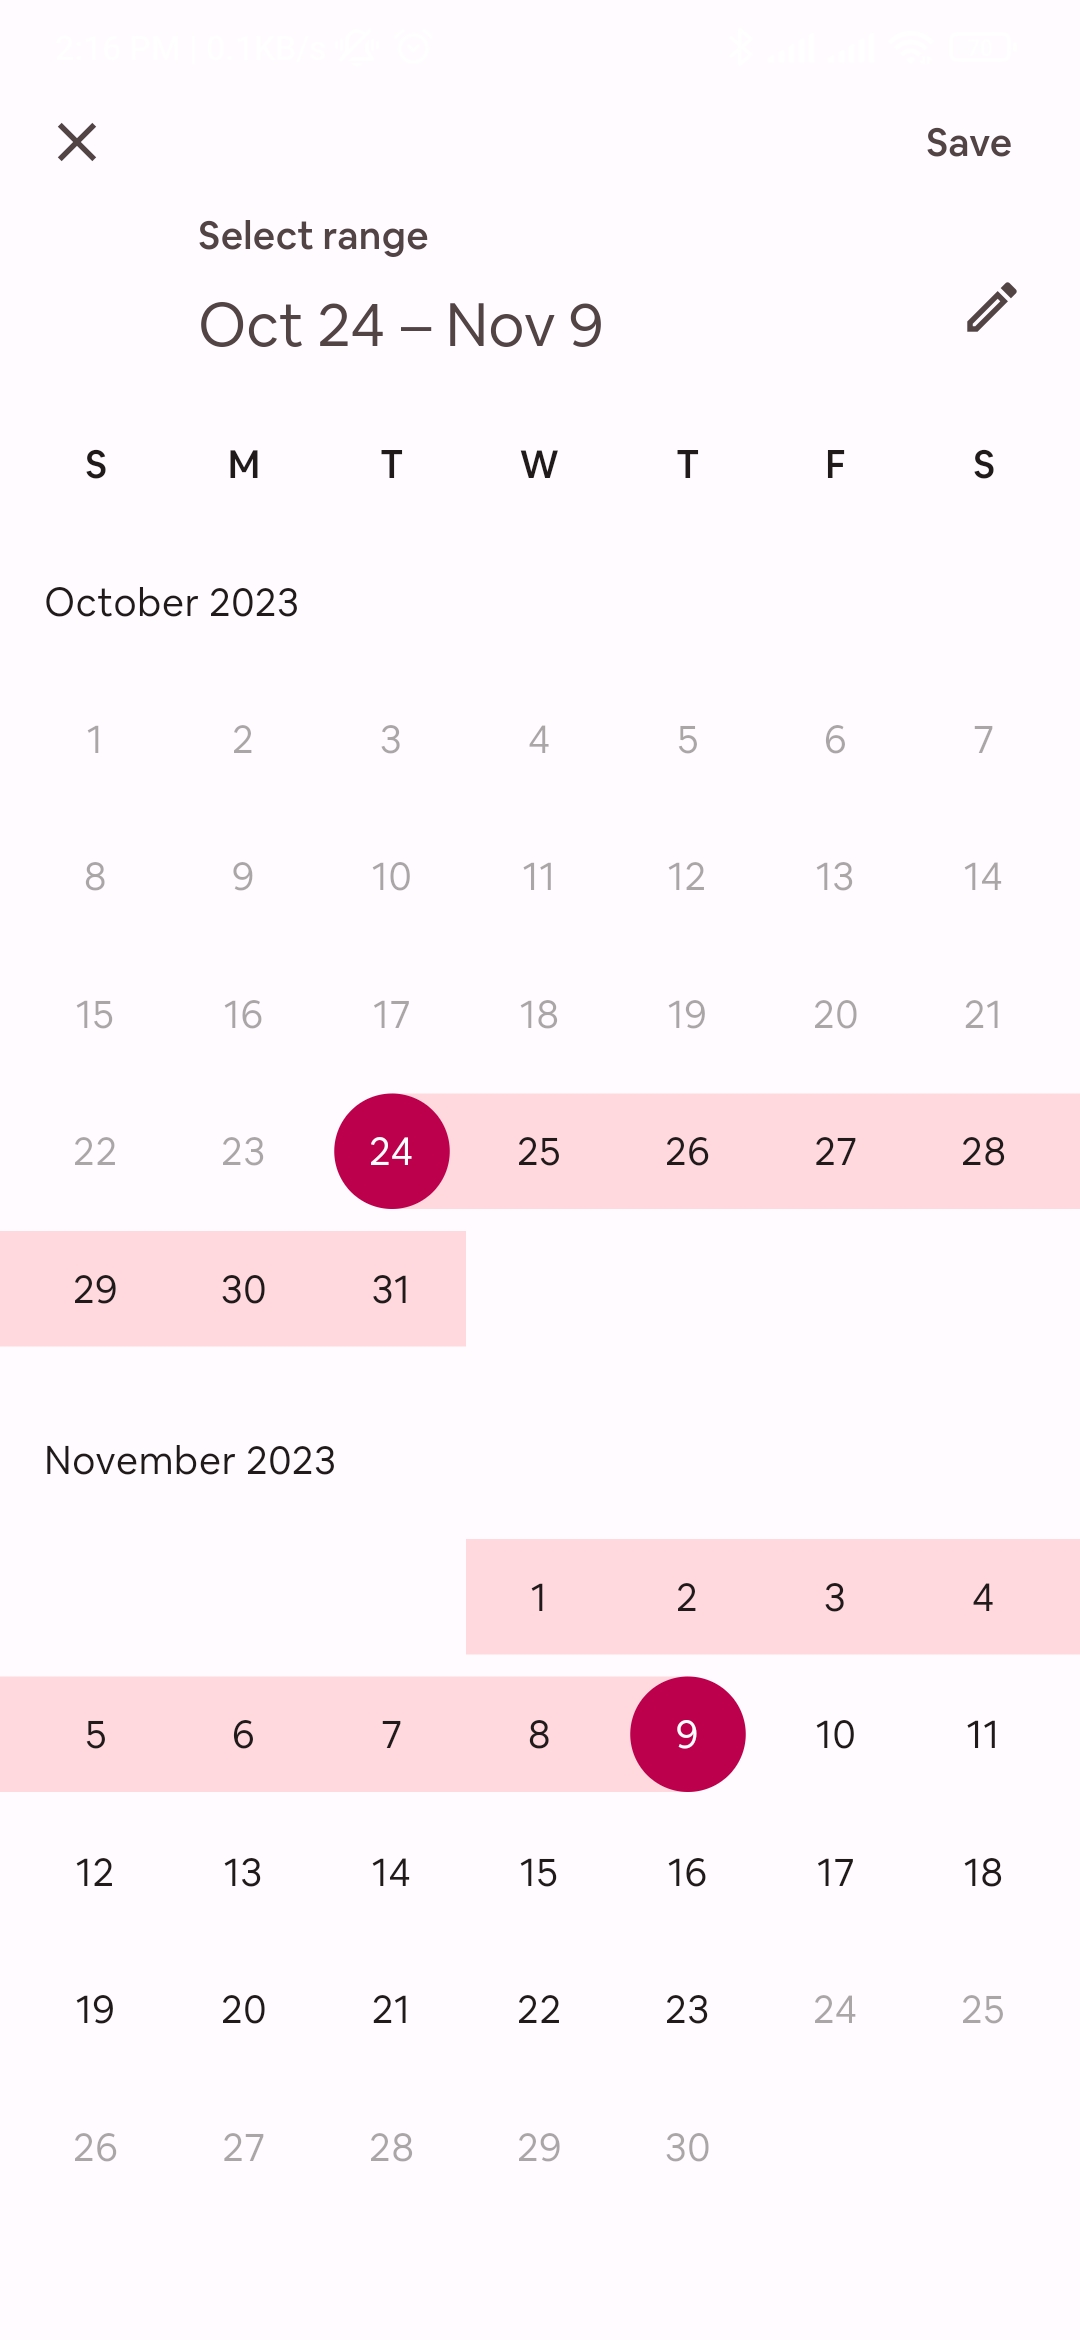 Save
Select range
Oct 24 – Nov 9
S M T W T F S
October 2023
1 2 3 4 5 6 7
8 9 10 11 12 13 14
15 16 17 18 19 20 21
22 23 24 25 26 27 28
29 30 31
November 2023
1 2 3 4
5 6 7 8 9 10 11
12 13 14 15 16 17 18
19 20 21 22 23 24 25
26 27 28 29 30